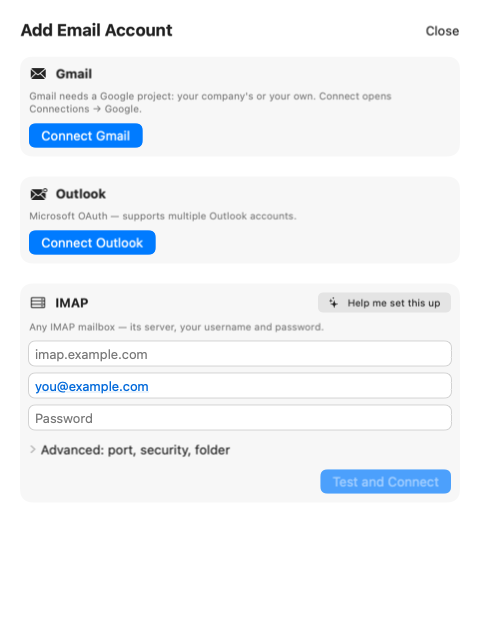 Add Email Account
Close
Gmail
Gmail needs a Google project: your company's or your own. Connect opens
Connections → Google.
Connect Gmail
Outlook
Microsoft OAuth — supports multiple Outlook accounts.
Connect Outlook
IMAP
Help me set this up
Any IMAP mailbox — its server, your username and password.
imap.example.com
you@example.com
Password
Advanced: port, security, folder
Test and Connect